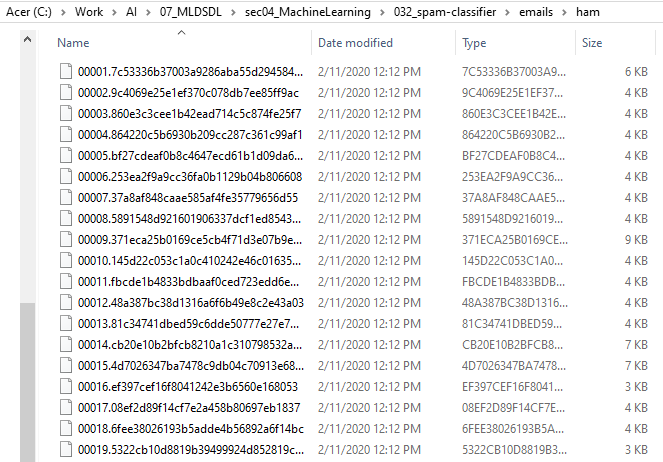 Acer (C:) > Work > AI > 07_MLDSDL > sec04_MachineLearning > 032_spam-classifier > emails > ham
Name Date modified Type Size
00001.7c53336b37003a9286aba55d294584... 2/11/2020 12:12 PM 7C53336B37003A9... 6 KB
00002.9c4069e25e1ef370c078db7ee85ff9ac 2/11/2020 12:12 PM 9C4069E25E1EF37... 4 KB
00003.860e3c3cee1b42ead714c5c874fe25f7 2/11/2020 12:12 PM 860E3C3CEE1B42E... 4 KB
00004.864220c5b6930b209cc287c361c99af1 2/11/2020 12:12 PM 864220C5B6930B2... 4 KB
00005.bf27cdeaf0b8c4647ecd61b1d09da6... 2/11/2020 12:12 PM BF27CDEAF0B8C4... 4 KB
00006.253ea2f9a9cc36fa0b1129b04b806608 2/11/2020 12:12 PM 253EA2F9A9CC36... 4 KB
00007.37a8af848caae585af4fe35779656d55 2/11/2020 12:12 PM 37A8AF848CAAE5... 4 KB
00008.5891548d921601906337dcf1ed8543... 2/11/2020 12:12 PM 5891548D9216019... 4 KB
00009.371eca25b0169ce5cb4f71d3e07b9e... 2/11/2020 12:12 PM 371ECA25B0169CE... 9 KB
00010.145d22c053c1a0c410242e46c01635... 2/11/2020 12:12 PM 145D22C053C1A0... 4 KB
00011.fbcde1b4833bdbaaf0ced723edd6e... 2/11/2020 12:12 PM FBCDE1B4833BDB... 4 KB
00012.48a387bc38d1316a6f6b49e8c2e43a03 2/11/2020 12:12 PM 48A387BC38D1316... 4 KB
00013.81c34741dbed59c6dde50777e27e7... 2/11/2020 12:12 PM 81C34741DBED59... 4 KB
00014.cb20e10b2bfcb8210a1c310798532a... 2/11/2020 12:12 PM CB20E10B2BFCB8... 7 KB
00015.4d7026347ba7478c9db04c70913e68... 2/11/2020 12:12 PM 4D7026347BA7478... 7 KB
00016.ef397cef16f8041242e3b6560e168053 2/11/2020 12:12 PM EF397CEF16F8041... 3 KB
00017.08ef2d89f14cf7e2a458b80697eb1837 2/11/2020 12:12 PM 08EF2D89F14CF7E... 4 KB
00018.6fee38026193b5adde4b56892a6f14bc 2/11/2020 12:12 PM 6FEE38026193B5A... 4 KB
00019.5322cb10d8819b39499924d852819c... 2/11/2020 12:12 PM 5322CB10D8819B3... 3 KB